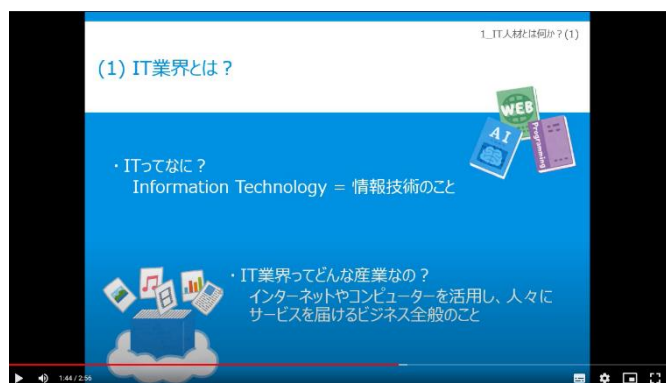 1_IT人材とは何か？(1)
(1) IT業界とは？
WEB
AI
Programming
・ITってなに？
Information Technology = 情報技術のこと
・IT業界ってどんな産業なの？
インターネットやコンピューターを活用し、人々に
サービスを届けるビジネス全般のこと
1:44 / 2:56